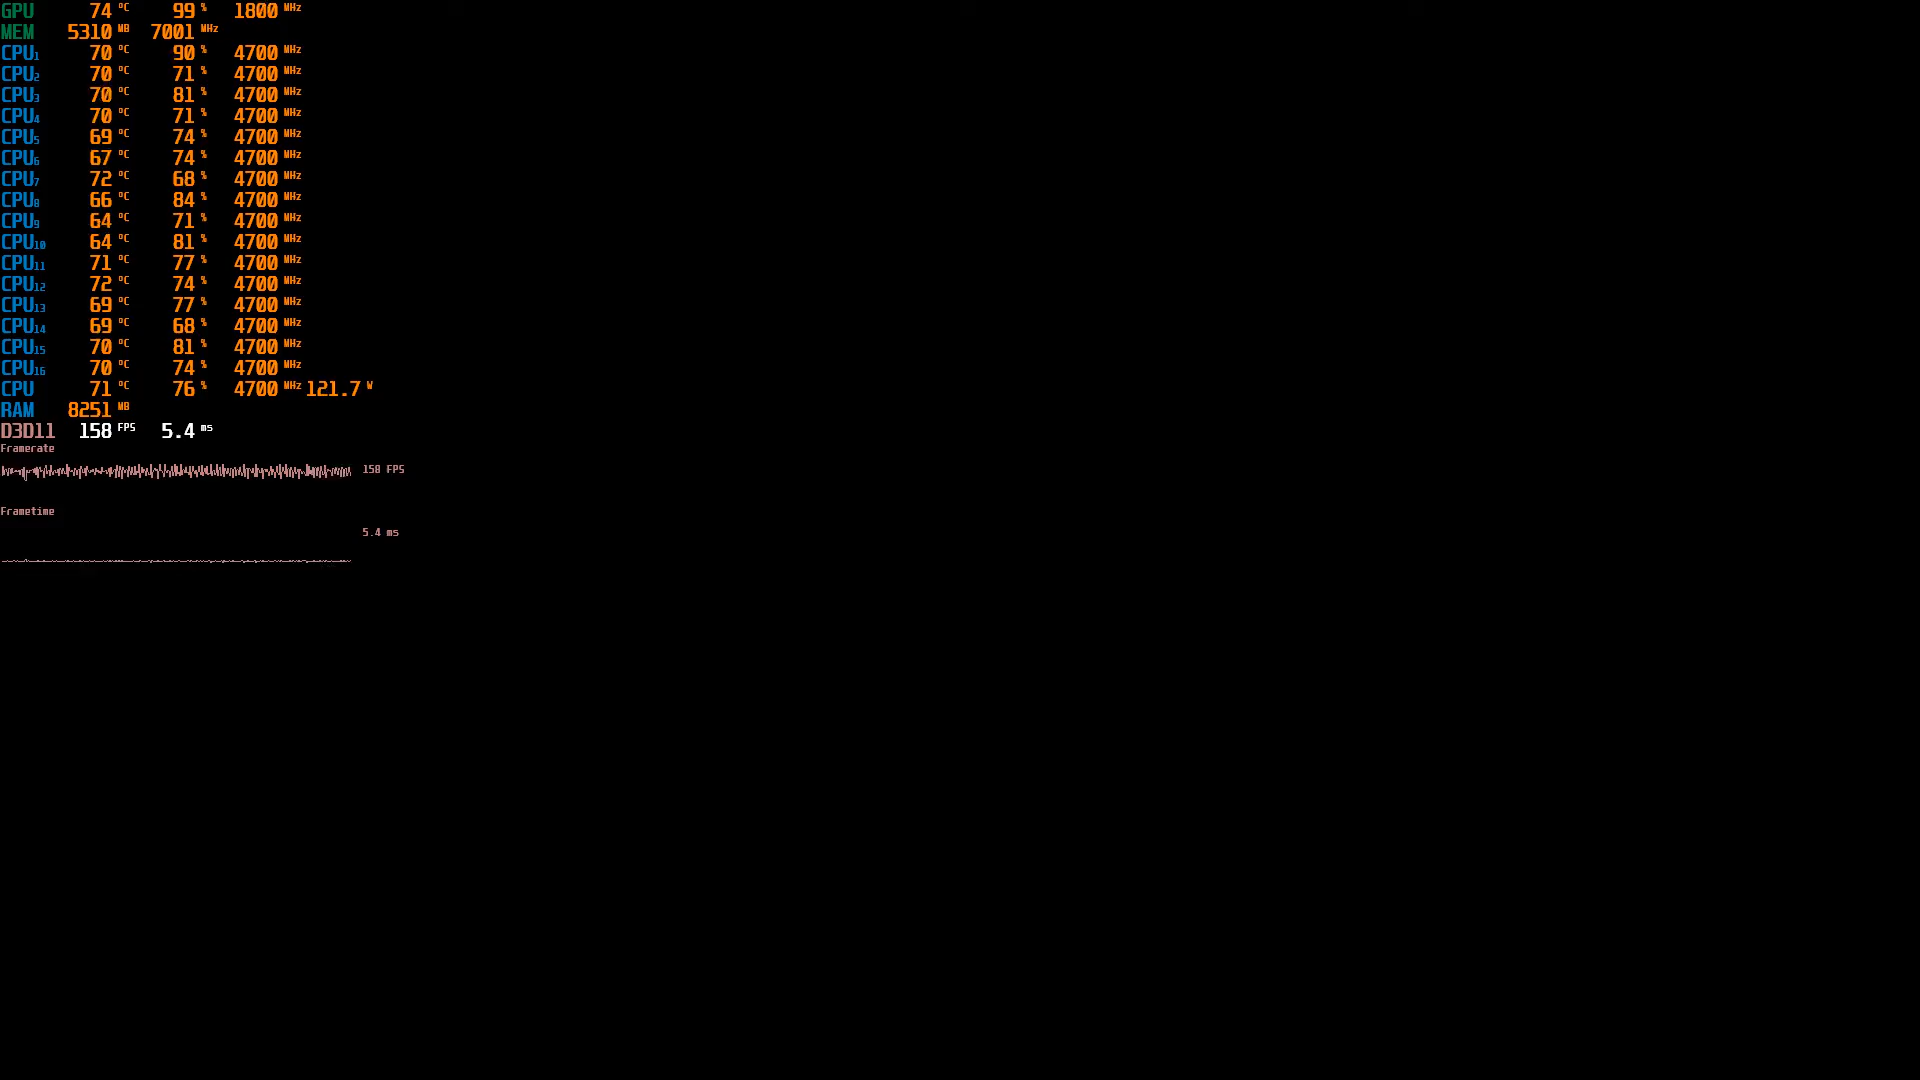 GPU 74 °C 99 % 1800 MHz
MEM 5310 MB 7001 MHz
CPU1 70 °C 90 % 4700 MHz
CPU2 70 °C 71 % 4700 MHz
CPU3 70 °C 81 % 4700 MHz
CPU4 70 °C 71 % 4700 MHz
CPU5 69 °C 74 % 4700 MHz
CPU6 67 °C 74 % 4700 MHz
CPU7 72 °C 68 % 4700 MHz
CPU8 66 °C 84 % 4700 MHz
CPU9 64 °C 71 % 4700 MHz
CPU10 64 °C 81 % 4700 MHz
CPU11 71 °C 77 % 4700 MHz
CPU12 72 °C 74 % 4700 MHz
CPU13 69 °C 77 % 4700 MHz
CPU14 69 °C 68 % 4700 MHz
CPU15 70 °C 81 % 4700 MHz
CPU16 70 °C 74 % 4700 MHz
CPU 71 °C 76 % 4700 MHz 121.7 W
RAM 8251 MB
D3D11 158 FPS 5.4 ms
Framerate
158 FPS
Frametime
5.4 ms